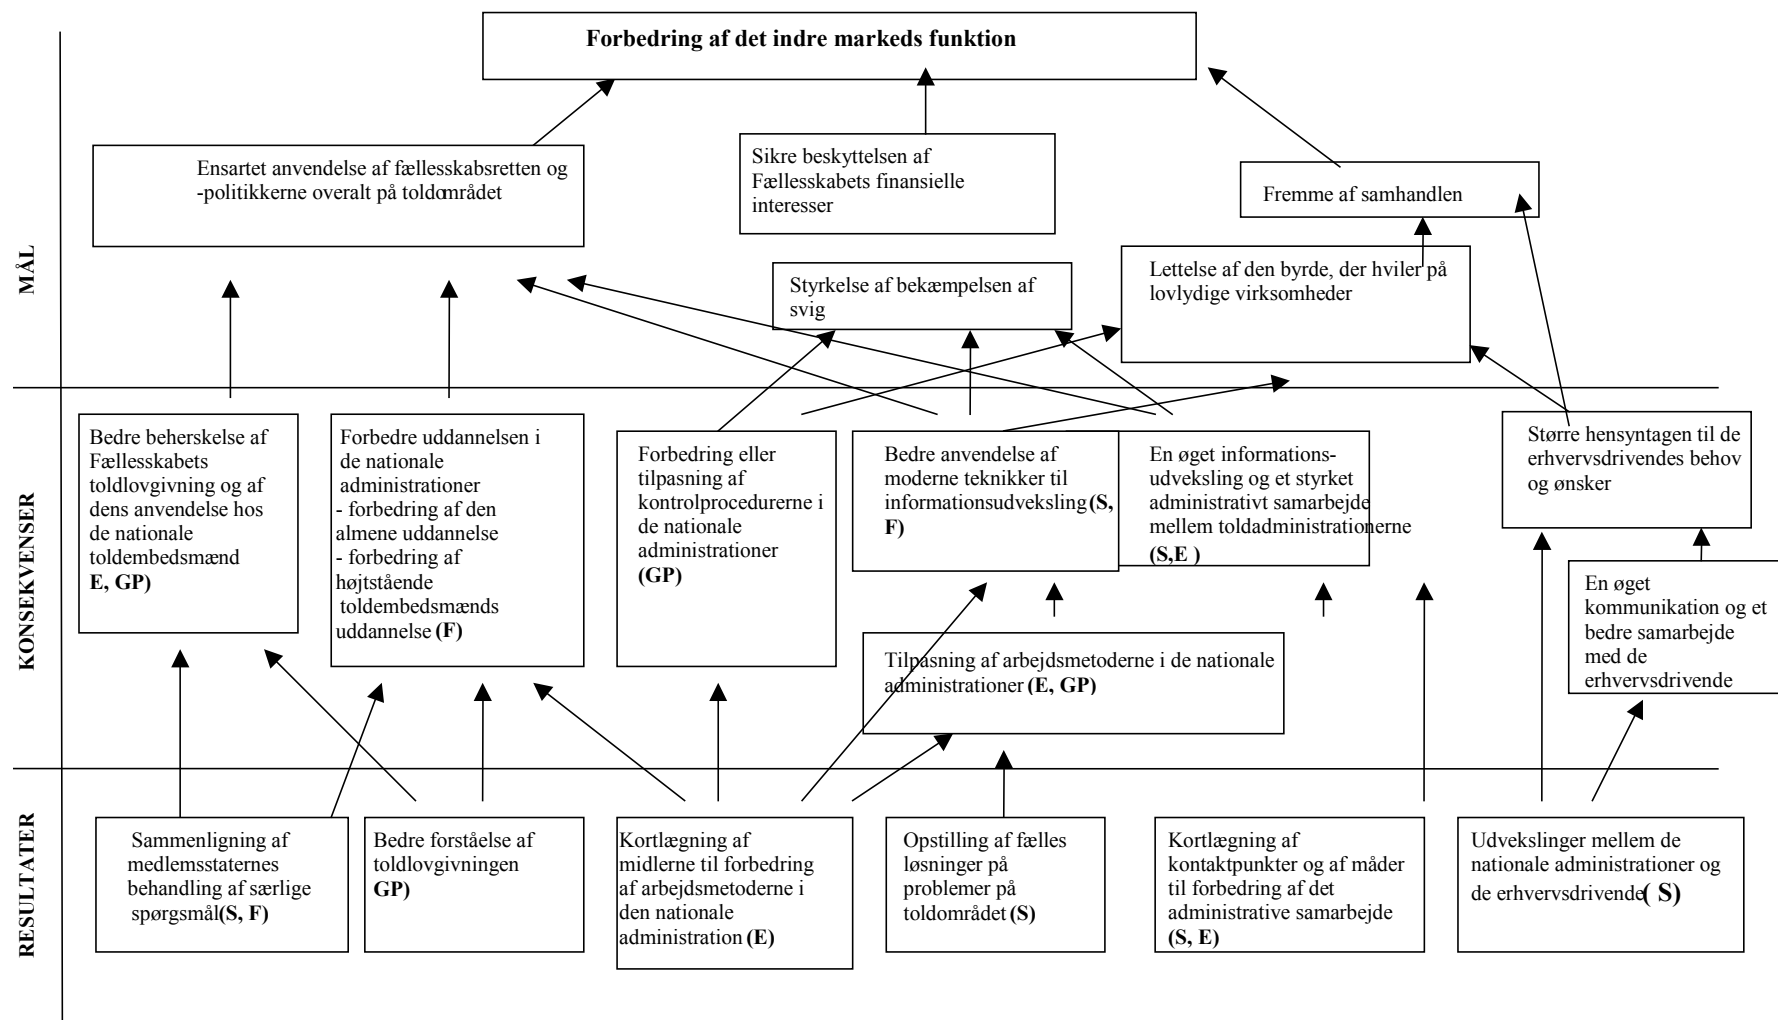 Forbedring af det indre markeds funktion
Ensartet anvendelse af fællesskabsretten og
-politikkerne overalt på toldområdet
Sikre beskyttelsen af
Fællesskabets finansielle
interesser
Fremme af samhandlen
MÅL
Styrkelse af bekæmpelsen af
svig
Lettelse af den byrde, der hviler på
lovlydige virksomheder
KONSEKVENSER
Bedre beherskelse af
Fællesskabets
toldlovgivning og af
dens anvendelse hos
de nationale
toldembedsmænd
E, GP)
Forbedre uddannelsen i
de nationale
administrationer
- forbedring af den
almene uddannelse
- forbedring af
højtstående
toldembedsmænds
uddannelse (F)
Forbedring eller
tilpasning af
kontrolprocedurerne i
de nationale
administrationer
(GP)
Bedre anvendelse af
moderne teknikker til
informationsudveksling (S,
F)
En øget informations-
udveksling og et styrket
administrativt samarbejde
mellem toldadministrationerne
(S,E )
Større hensyntagen til de
erhvervsdrivendes behov
og ønsker
En øget
kommunikation og et
bedre samarbejde
med de
erhvervsdrivende
Tilpasning af arbejdsmetoderne i de nationale
administrationer (E, GP)
RESULTATER
Sammenligning af
medlemsstaternes
behandling af særlige
spørgsmål(S, F)
Bedre forståelse af
toldlovgivningen
GP)
Kortlægning af
midlerne til forbedring
af arbejdsmetoderne i
den nationale
administration (E)
Opstilling af fælles
løsninger på
problemer på
toldområdet (S)
Kortlægning af
kontaktpunkter og af måder
til forbedring af det
administrative samarbejde
(S, E)
Udvekslinger mellem de
nationale administrationer og
de erhvervsdrivende( S)